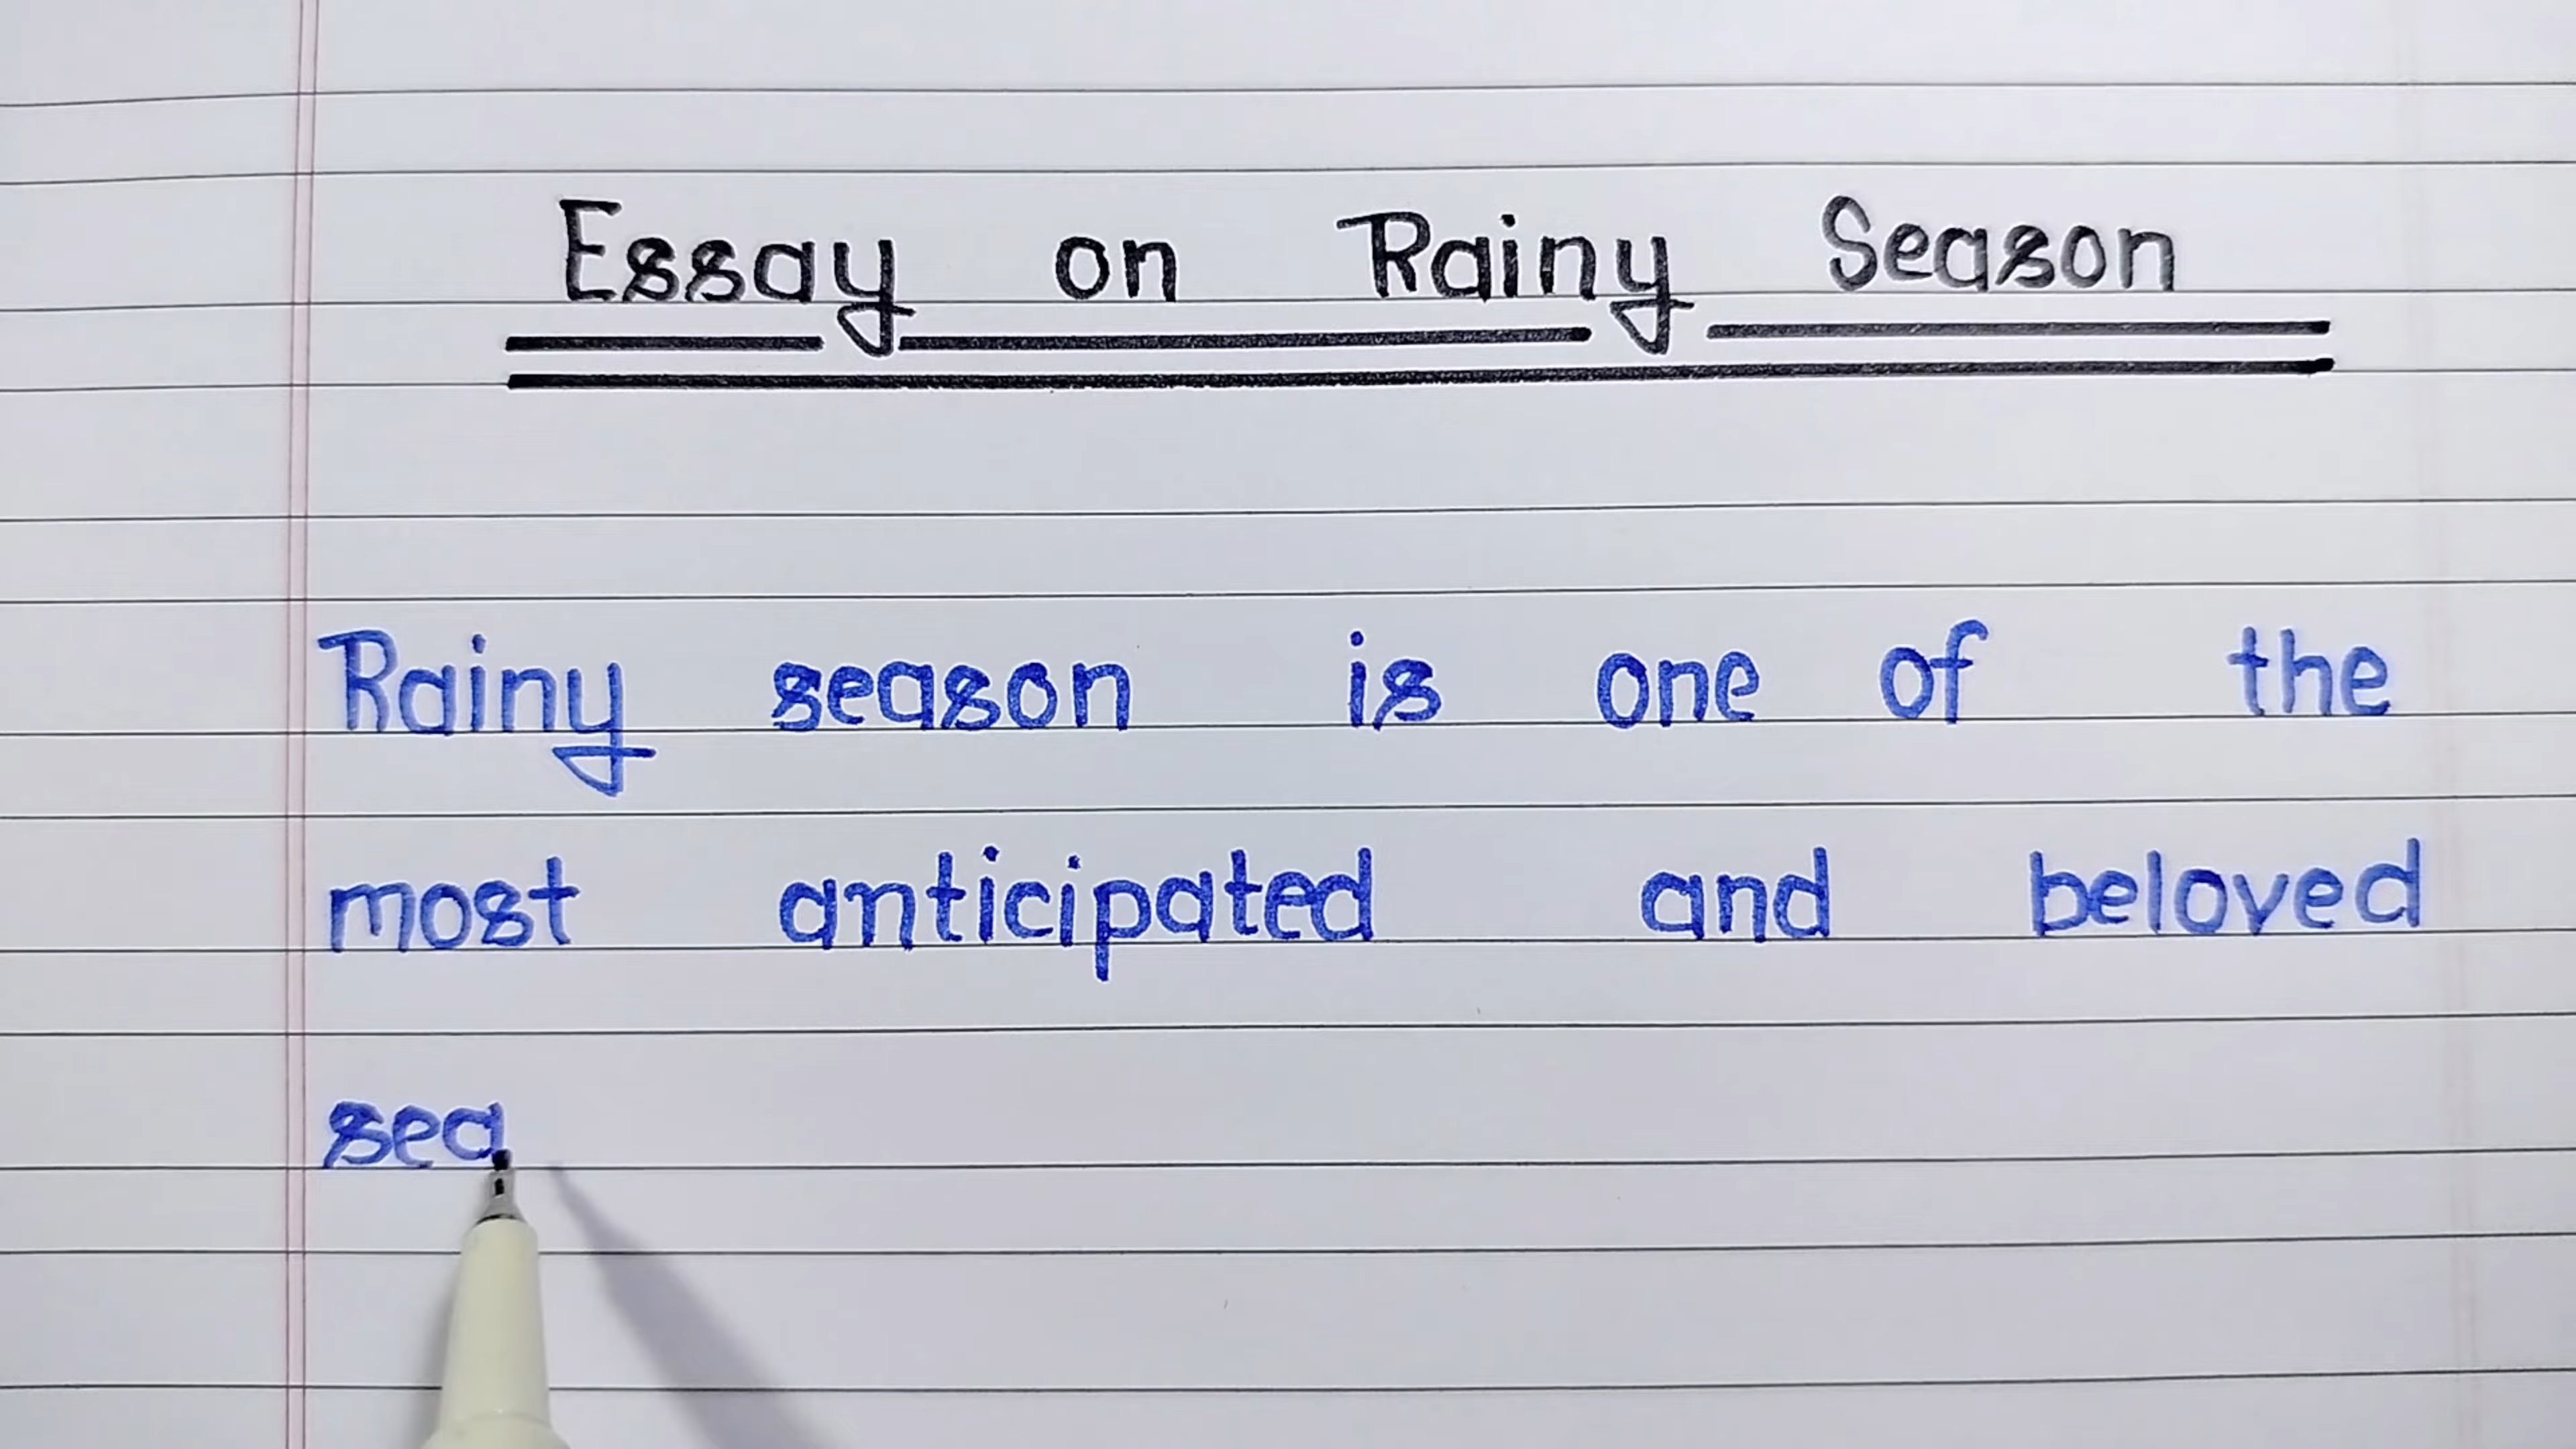 Essay on Rainy Season
Rainy season is one of the
most anticipated and beloved
sea